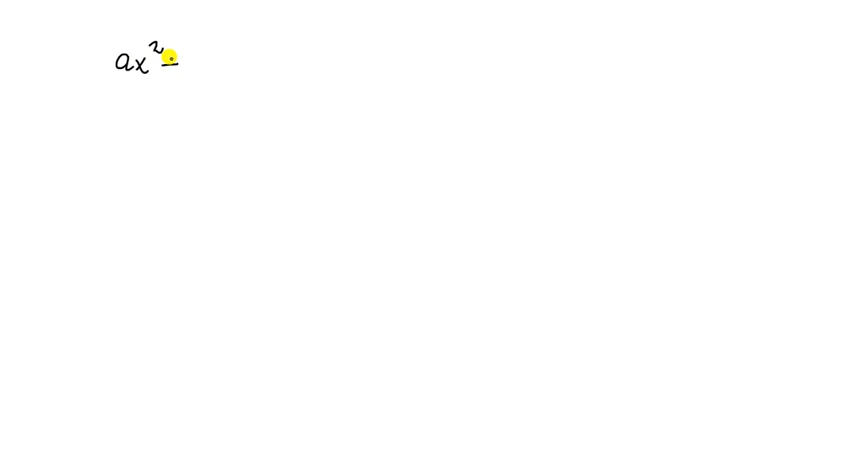 ax² –